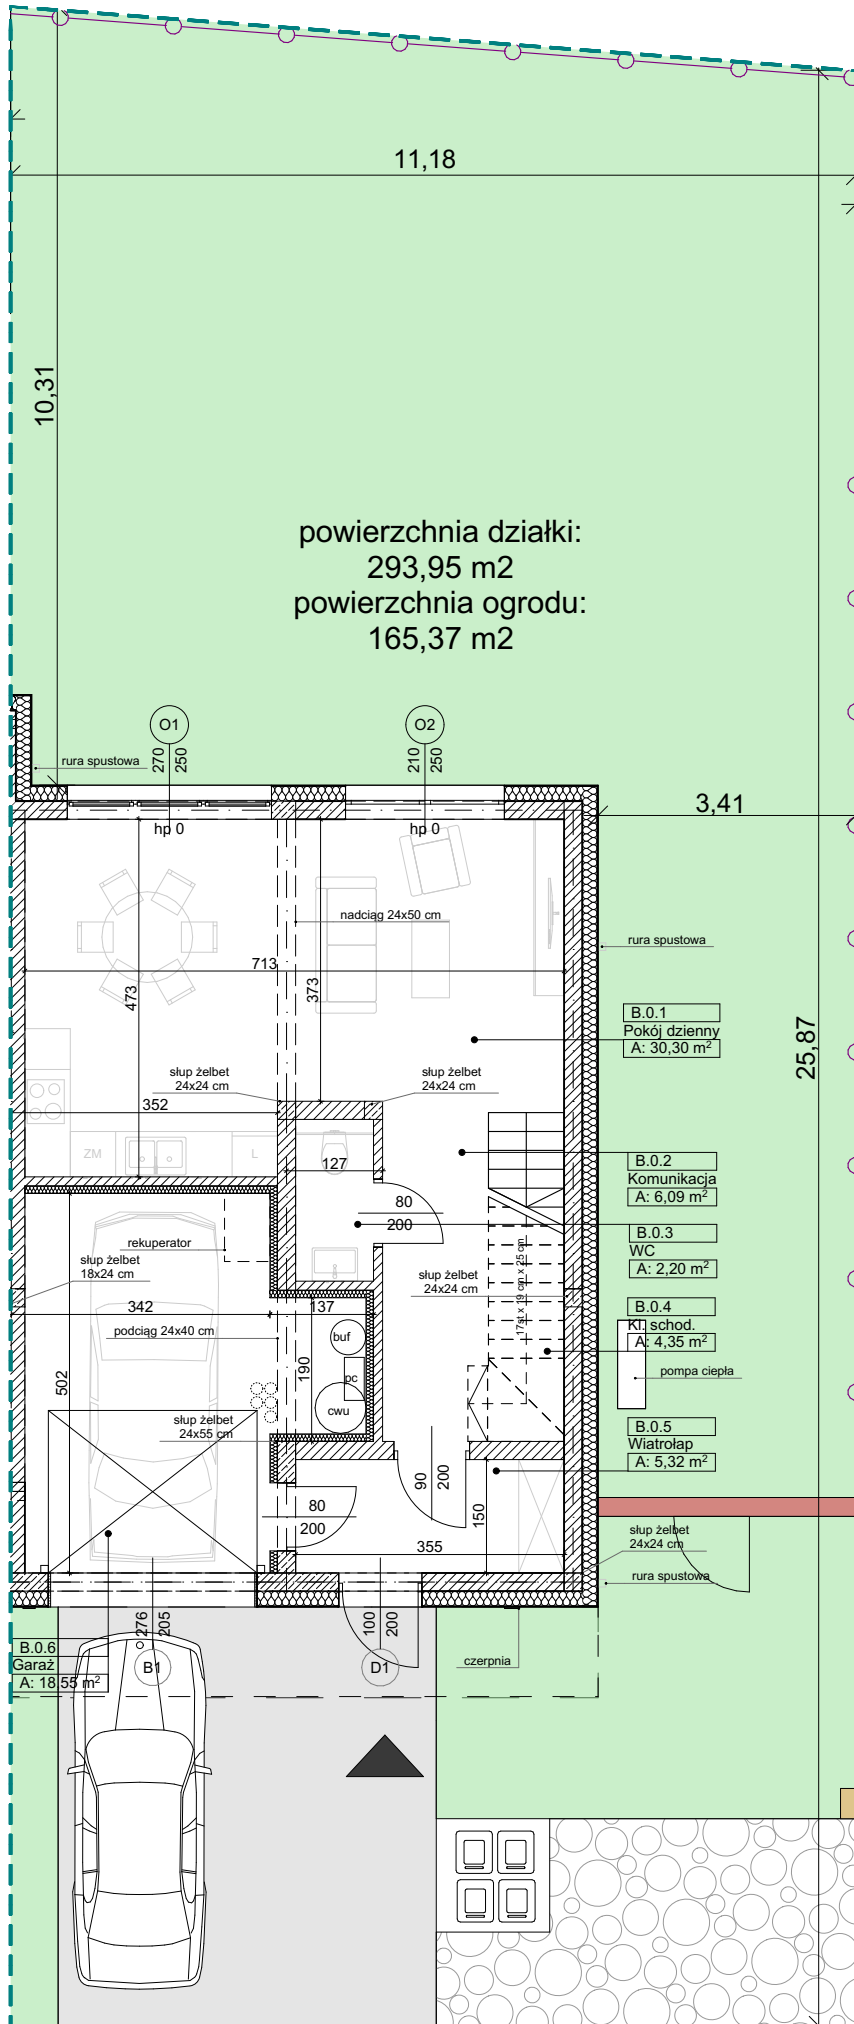 11,18
10,31
powierzchnia działki:
293,95 m2
powierzchnia ogrodu:
165,37 m2
O1
270
250
O2
210
250
rura spustowa
hp 0
hp 0
3,41
nadciąg 24x50 cm
rura spustowa
713
473
373
25,87
B.0.1
Pokój dzienny
A: 30,30 m²
słup żelbet
24x24 cm
słup żelbet
24x24 cm
352
ZM
L
127
B.0.2
Komunikacja
A: 6,09 m²
80
200
B.0.3
WC
A: 2,20 m²
rekuperator
słup żelbet
18x24 cm
słup żelbet
24x24 cm
17st x 19 cm x 25 cm
342
137
B.0.4
Kl. schod.
A: 4,35 m²
podciąg 24x40 cm
buf
190
pc
cwu
pompa ciepła
502
słup żelbet
24x55 cm
B.0.5
Wiatrołap
A: 5,32 m²
90
200
80
200
150
355
słup żelbet
24x24 cm
rura spustowa
276
205
100
200
B.0.6
Garaż
A: 18,55 m²
B1
D1
czerpnia